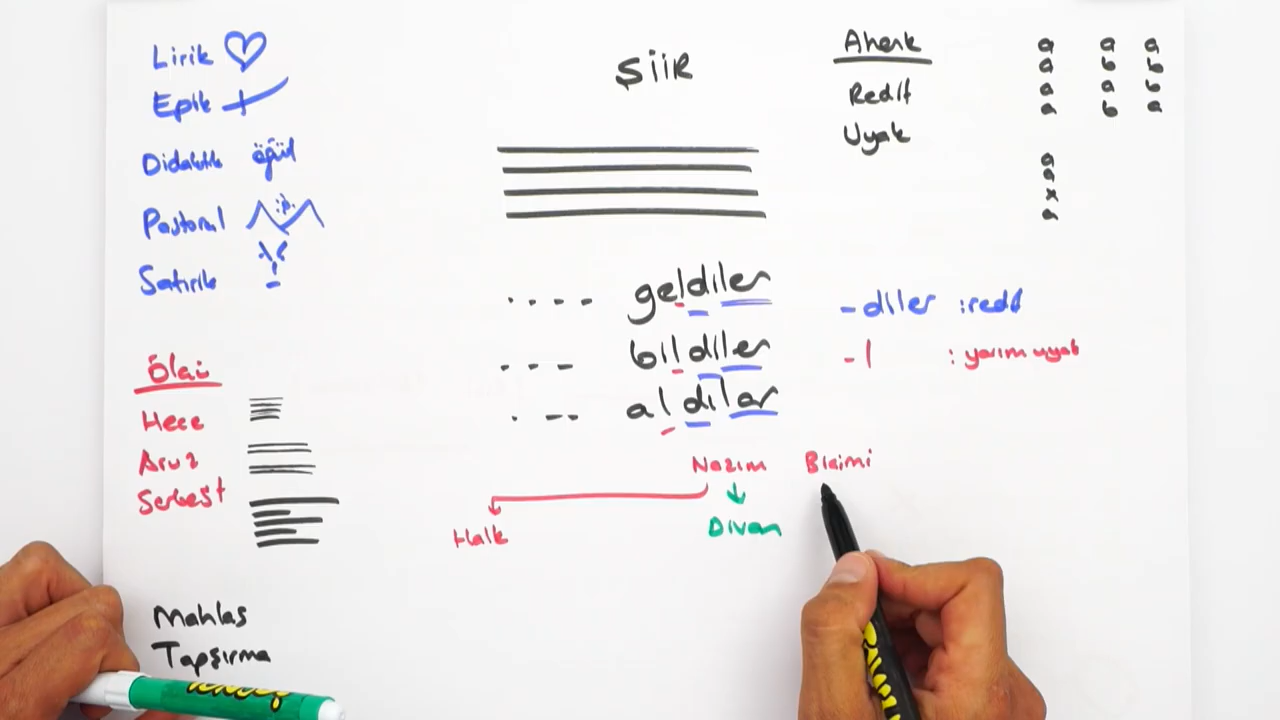 Lirik
Epik
Didaktik öğüt
Pastoral
Satirik
Ölçü
Hece
Aruz
Serbest
Mahlas
Tapşırma
ŞiiR
.... geldiler
--- bildiler
.--- aldılar
Nazım Biçimi
Halk
Divan
Ahenk
Redif
Uyak
a a a
a b b
a a b
a b a
a
a
x
a
-diler :redif
-l :yarım uyak